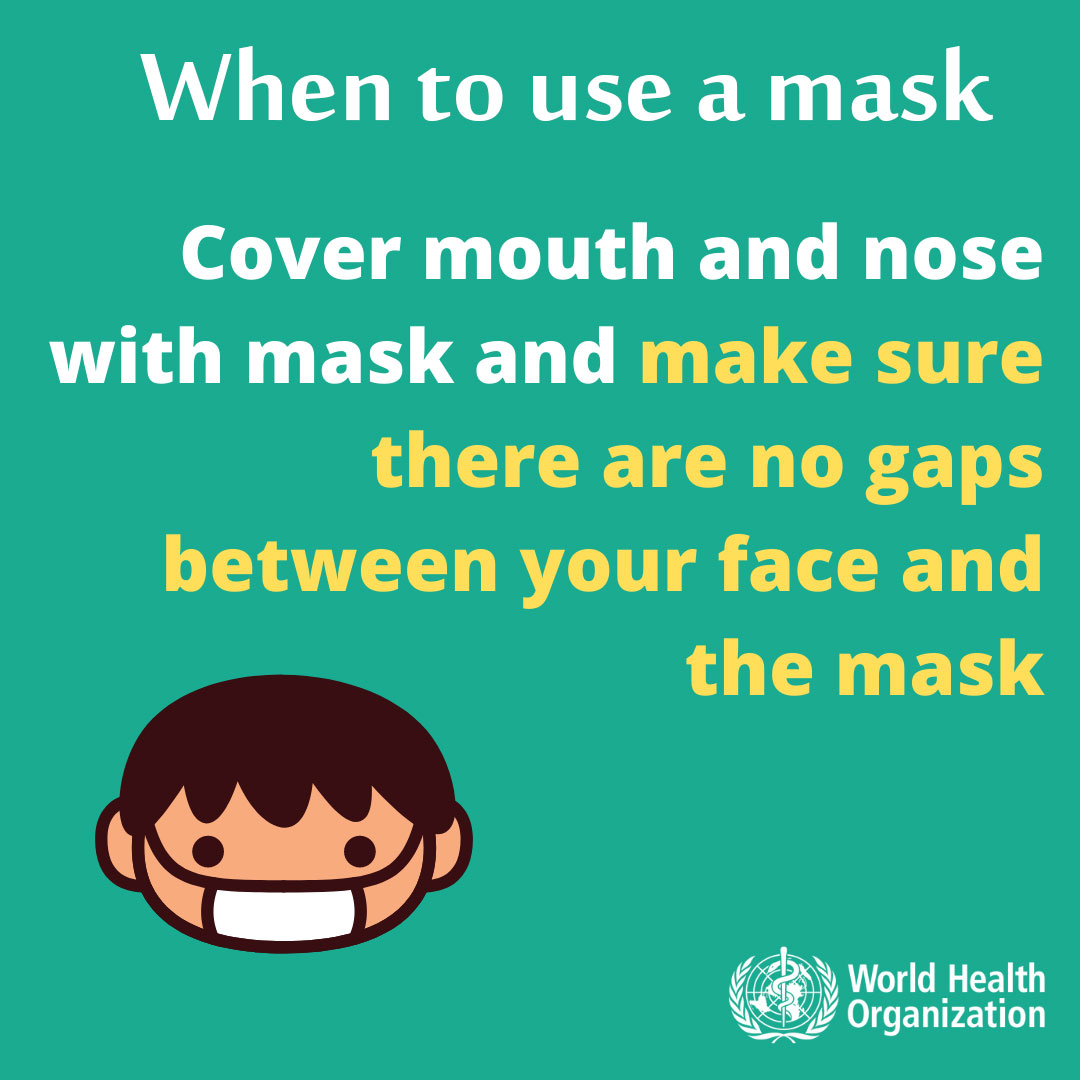 When to use a mask
Cover mouth and nose
with mask and make sure
there are no gaps
between your face and
the mask
World Health
Organization